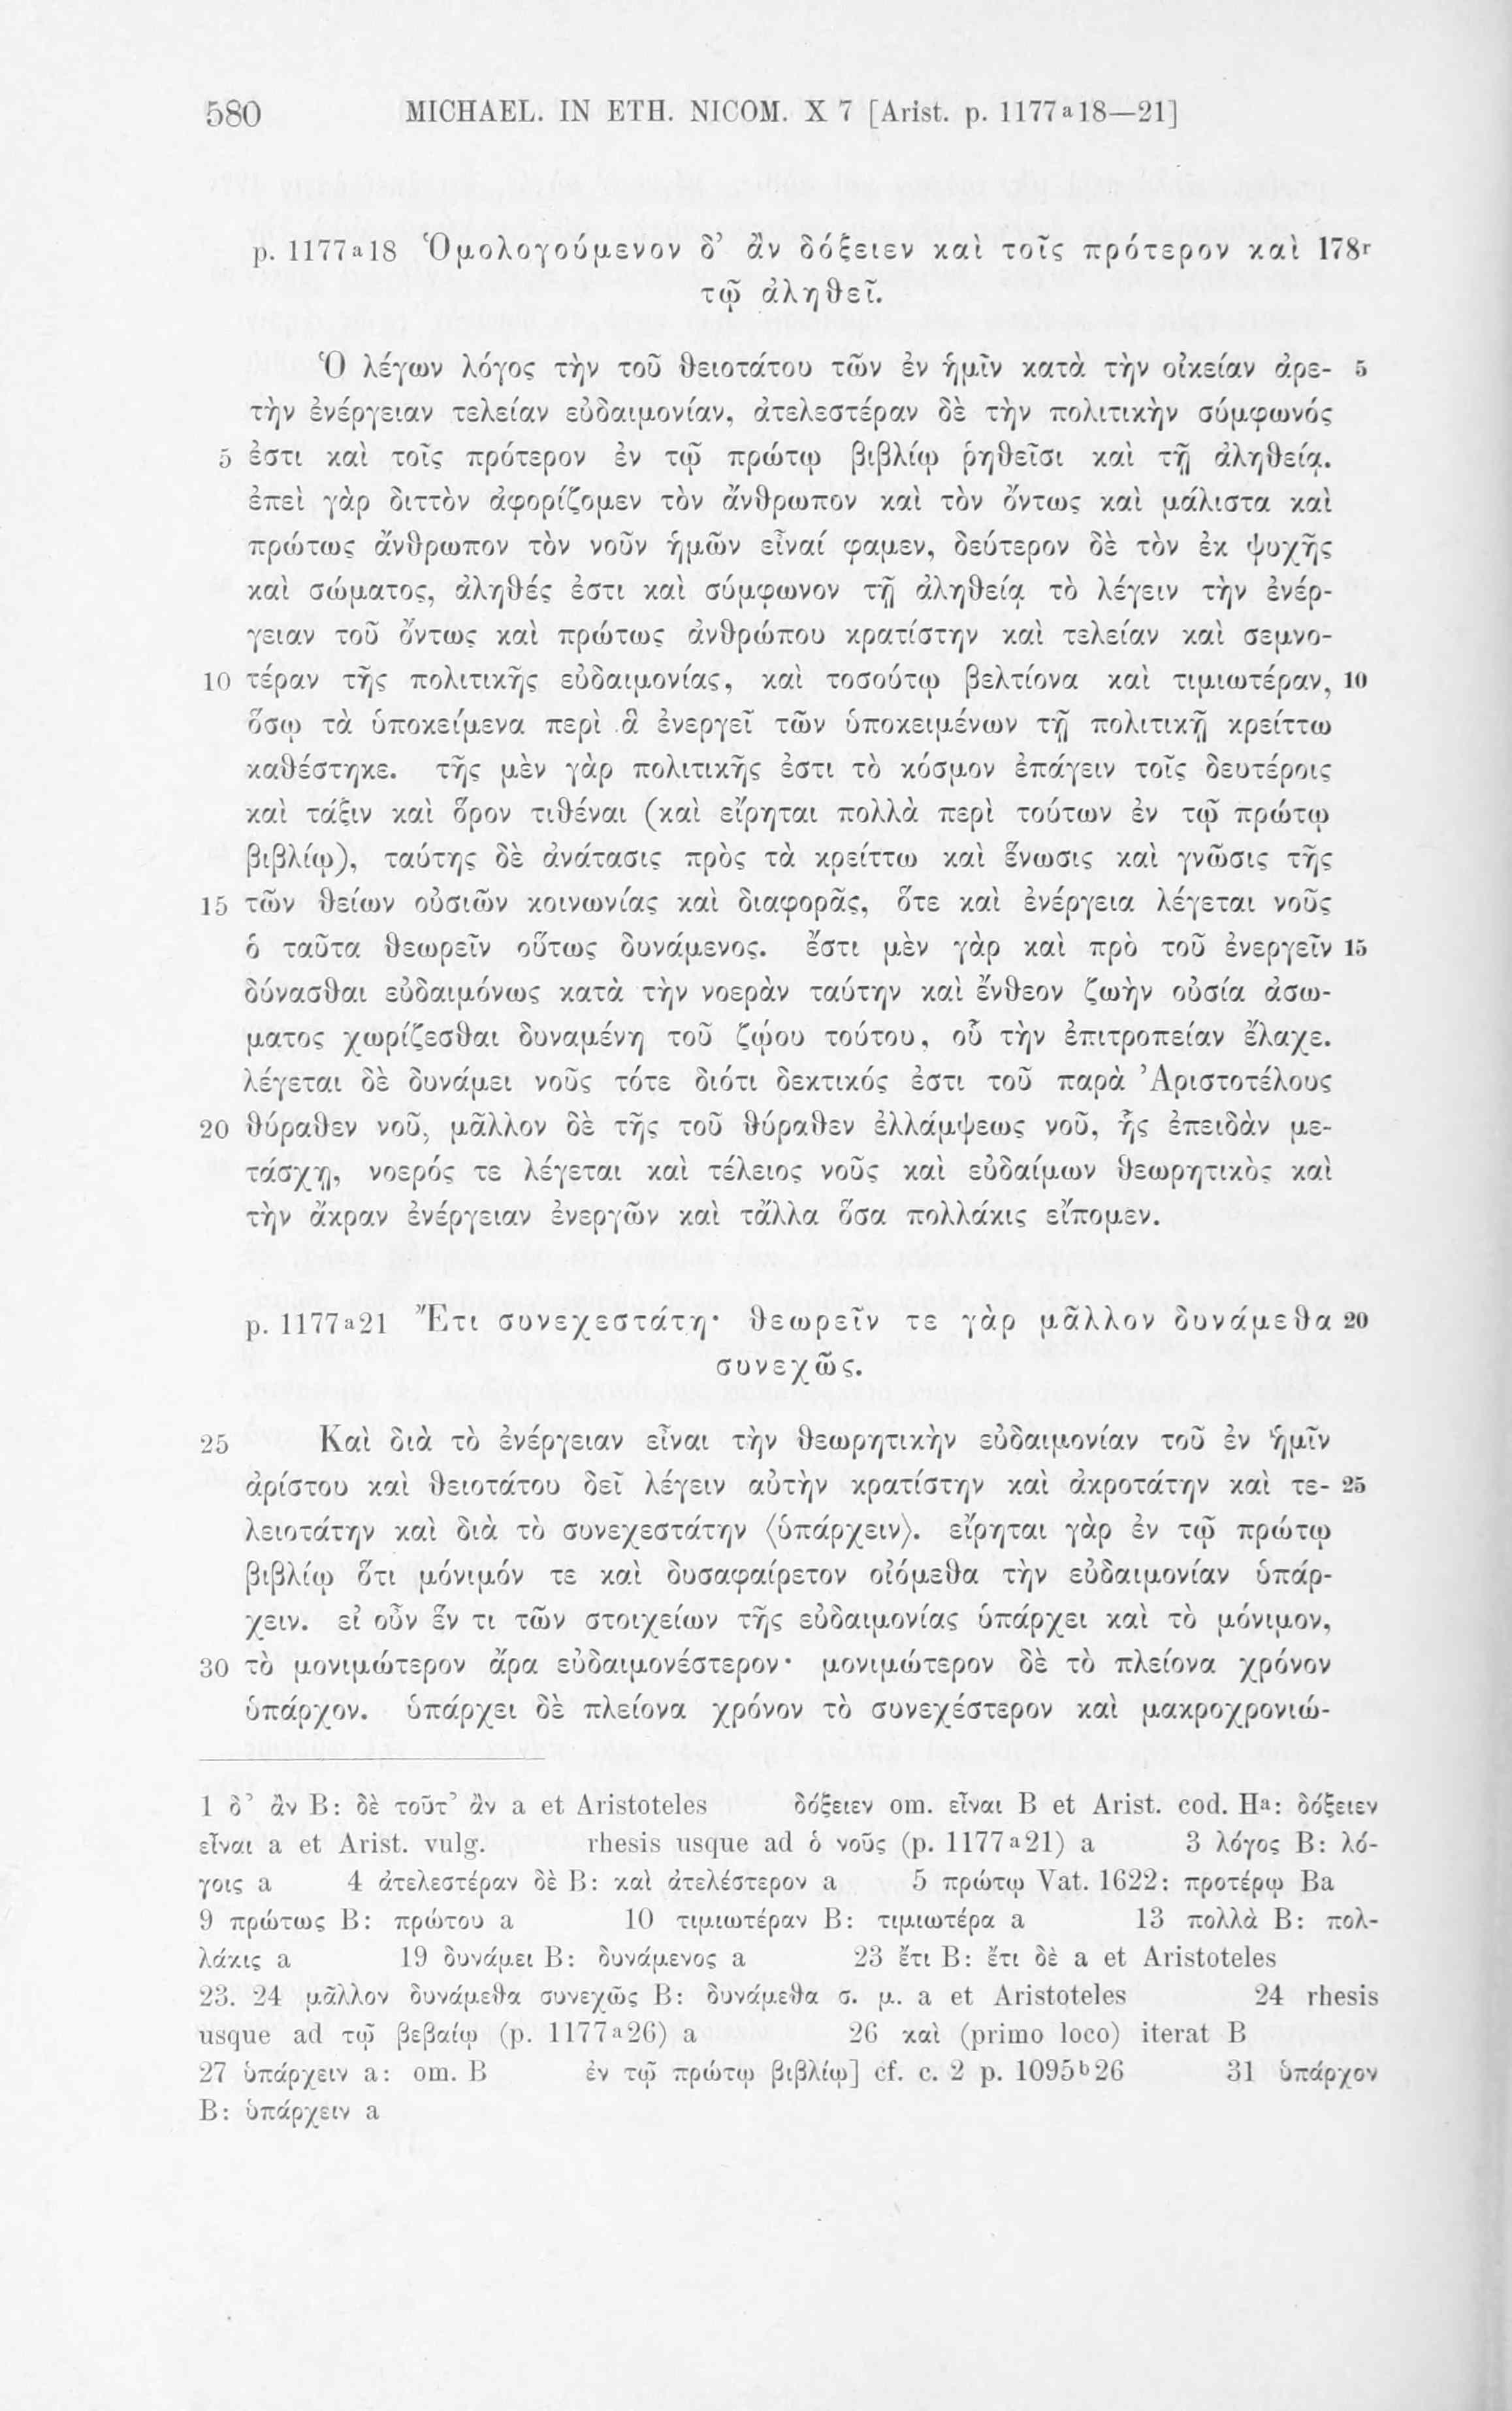 580 MICHAEL. IN ETH. NICOM. X 7 [Arist. p. 1177ª18—21]
p. 1177ª18 Ὁμολογούμενον δ’ ἂν δόξειεν καὶ τοῖς πρότερον καὶ 178ʳ
τῷ ἀληθεῖ.
Ὁ λέγων λόγος τὴν τοῦ θειοτάτου τῶν ἐν ἡμῖν κατὰ τὴν οἰκείαν ἀρε- 5
τὴν ἐνέργειαν τελείαν εὐδαιμονίαν, ἀτελεστέραν δὲ τὴν πολιτικὴν σύμφωνός
5 ἐστι καὶ τοῖς πρότερον ἐν τῷ πρώτῳ βιβλίῳ ῥηθεῖσι καὶ τῇ ἀληθείᾳ.
ἐπεὶ γὰρ διττὸν ἀφορίζομεν τὸν ἄνθρωπον καὶ τὸν ὄντως καὶ μάλιστα καὶ
πρώτως ἄνθρωπον τὸν νοῦν ἡμῶν εἶναί φαμεν, δεύτερον δὲ τὸν ἐκ ψυχῆς
καὶ σώματος, ἀληθές ἐστι καὶ σύμφωνον τῇ ἀληθείᾳ τὸ λέγειν τὴν ἐνέρ-
γειαν τοῦ ὄντως καὶ πρώτως ἀνθρώπου κρατίστην καὶ τελείαν καὶ σεμνο-
10 τέραν τῆς πολιτικῆς εὐδαιμονίας, καὶ τοσούτῳ βελτίονα καὶ τιμιωτέραν, 10
ὅσῳ τὰ ὑποκείμενα περὶ ἃ ἐνεργεῖ τῶν ὑποκειμένων τῇ πολιτικῇ κρείττω
καθέστηκε. τῆς μὲν γὰρ πολιτικῆς ἐστι τὸ κόσμον ἐπάγειν τοῖς δευτέροις
καὶ τάξιν καὶ ὅρον τιθέναι (καὶ εἴρηται πολλὰ περὶ τούτων ἐν τῷ πρώτῳ
βιβλίῳ), ταύτης δὲ ἀνάτασις πρὸς τὰ κρείττω καὶ ἕνωσις καὶ γνῶσις τῆς
15 τῶν θείων οὐσιῶν κοινωνίας καὶ διαφορᾶς, ὅτε καὶ ἐνέργεια λέγεται νοῦς
ὁ ταῦτα θεωρεῖν οὕτως δυνάμενος. ἔστι μὲν γὰρ καὶ πρὸ τοῦ ἐνεργεῖν 15
δύνασθαι εὐδαιμόνως κατὰ τὴν νοερὰν ταύτην καὶ ἔνθεον ζωὴν οὐσία ἀσώ-
ματος χωρίζεσθαι δυναμένη τοῦ ζῴου τούτου, οὗ τὴν ἐπιτροπείαν ἔλαχε.
λέγεται δὲ δυνάμει νοῦς τότε διότι δεκτικός ἐστι τοῦ παρὰ Ἀριστοτέλους
20 θύραθεν νοῦ, μᾶλλον δὲ τῆς τοῦ θύραθεν ἐλλάμψεως νοῦ, ἧς ἐπειδὰν με-
τάσχῃ, νοερός τε λέγεται καὶ τέλειος νοῦς καὶ εὐδαίμων θεωρητικὸς καὶ
τὴν ἄκραν ἐνέργειαν ἐνεργῶν καὶ τἄλλα ὅσα πολλάκις εἴπομεν.
p. 1177ª21 Ἔτι συνεχεστάτη· θεωρεῖν τε γὰρ μᾶλλον δυνάμεθα 20
συνεχῶς.
25 Καὶ διὰ τὸ ἐνέργειαν εἶναι τὴν θεωρητικὴν εὐδαιμονίαν τοῦ ἐν ἡμῖν
ἀρίστου καὶ θειοτάτου δεῖ λέγειν αὐτὴν κρατίστην καὶ ἀκροτάτην καὶ τε- 25
λειοτάτην καὶ διὰ τὸ συνεχεστάτην ⟨ὑπάρχειν⟩. εἴρηται γὰρ ἐν τῷ πρώτῳ
βιβλίῳ ὅτι μόνιμόν τε καὶ δυσαφαίρετον οἰόμεθα τὴν εὐδαιμονίαν ὑπάρ-
χειν. εἰ οὖν ἕν τι τῶν στοιχείων τῆς εὐδαιμονίας ὑπάρχει καὶ τὸ μόνιμον,
30 τὸ μονιμώτερον ἄρα εὐδαιμονέστερον· μονιμώτερον δὲ τὸ πλείονα χρόνον
ὑπάρχον. ὑπάρχει δὲ πλείονα χρόνον τὸ συνεχέστερον καὶ μακροχρονιώ-
1 δ’ ἂν B: δὲ τοῦτ’ ἂν a et Aristoteles δόξειεν om. εἶναι B et Arist. cod. Hª: δόξειεν
εἶναι a et Arist. vulg. rhesis usque ad ὁ νοῦς (p. 1177ª21) a 3 λόγος B: λό-
γοις a 4 ἀτελεστέραν δὲ B: καὶ ἀτελέστερον a 5 πρώτῳ Vat. 1622: προτέρῳ Ba
9 πρώτως B: πρώτου a 10 τιμιωτέραν B: τιμιωτέρα a 13 πολλὰ B: πολ-
λάκις a 19 δυνάμει B: δυνάμενος a 23 ἔτι B: ἔτι δὲ a et Aristoteles
23. 24 μᾶλλον δυνάμεθα συνεχῶς B: δυνάμεθα σ. μ. a et Aristoteles 24 rhesis
usque ad τῷ βεβαίῳ (p. 1177ª26) a 26 καὶ (primo loco) iterat B
27 ὑπάρχειν a: om. B ἐν τῷ πρώτῳ βιβλίῳ] cf. c. 2 p. 1095ᵇ26 31 ὑπάρχον
B: ὑπάρχειν a